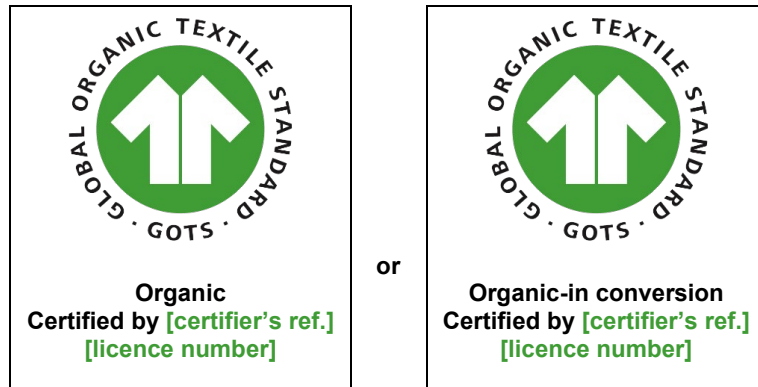 GLOBAL ORGANIC TEXTILE STANDARD · GOTS ·
Organic
Certified by [certifier’s ref.]
[licence number]
or
GLOBAL ORGANIC TEXTILE STANDARD · GOTS ·
Organic-in conversion
Certified by [certifier’s ref.]
[licence number]